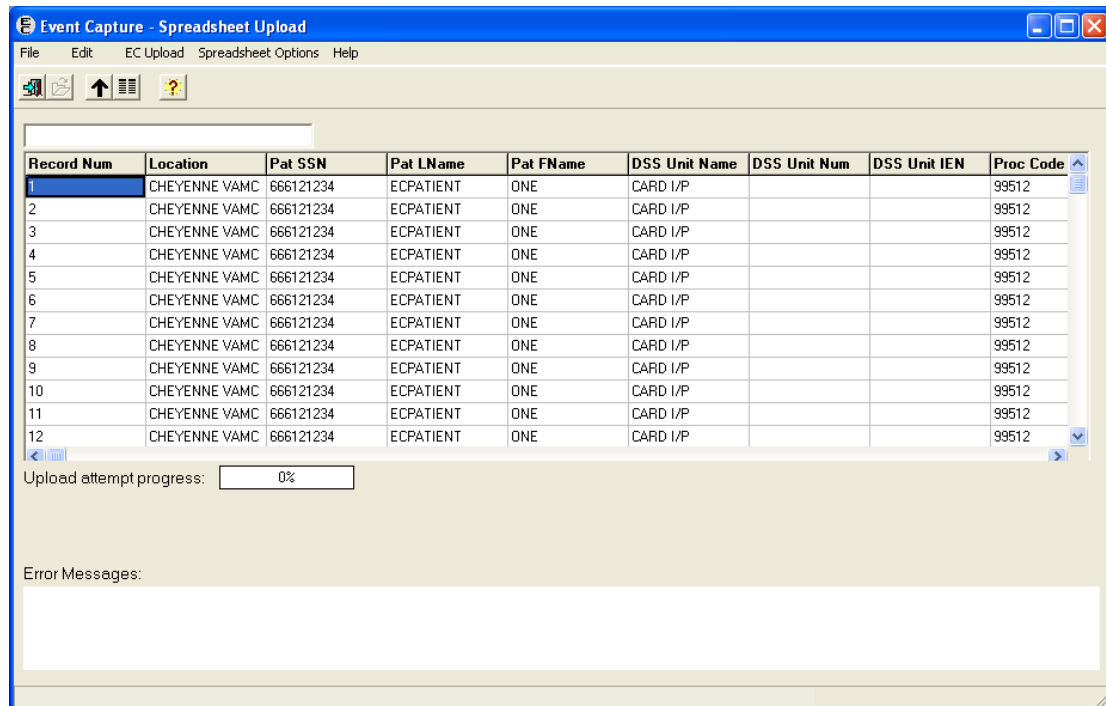 Event Capture - Spreadsheet Upload
File Edit EC Upload Spreadsheet Options Help
Record Num Location Pat SSN Pat LName Pat FName DSS Unit Name DSS Unit Num DSS Unit IEN Proc Code
1 CHEYENNE VAMC 666121234 ECPATIENT ONE CARD I/P 99512
2 CHEYENNE VAMC 666121234 ECPATIENT ONE CARD I/P 99512
3 CHEYENNE VAMC 666121234 ECPATIENT ONE CARD I/P 99512
4 CHEYENNE VAMC 666121234 ECPATIENT ONE CARD I/P 99512
5 CHEYENNE VAMC 666121234 ECPATIENT ONE CARD I/P 99512
6 CHEYENNE VAMC 666121234 ECPATIENT ONE CARD I/P 99512
7 CHEYENNE VAMC 666121234 ECPATIENT ONE CARD I/P 99512
8 CHEYENNE VAMC 666121234 ECPATIENT ONE CARD I/P 99512
9 CHEYENNE VAMC 666121234 ECPATIENT ONE CARD I/P 99512
10 CHEYENNE VAMC 666121234 ECPATIENT ONE CARD I/P 99512
11 CHEYENNE VAMC 666121234 ECPATIENT ONE CARD I/P 99512
12 CHEYENNE VAMC 666121234 ECPATIENT ONE CARD I/P 99512
Upload attempt progress: 0%
Error Messages: